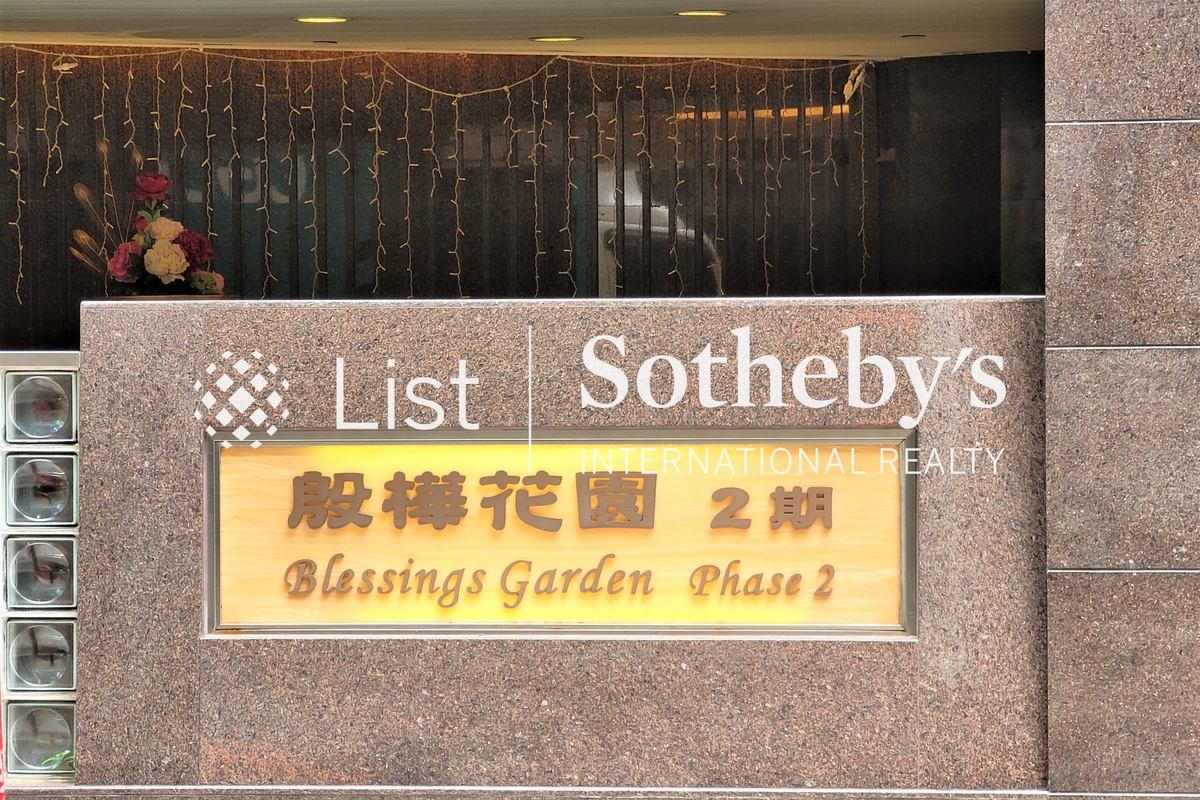 List
Sotheby's
INTERNATIONAL REALTY
殷樺花園 2期
Blessings Garden Phase 2